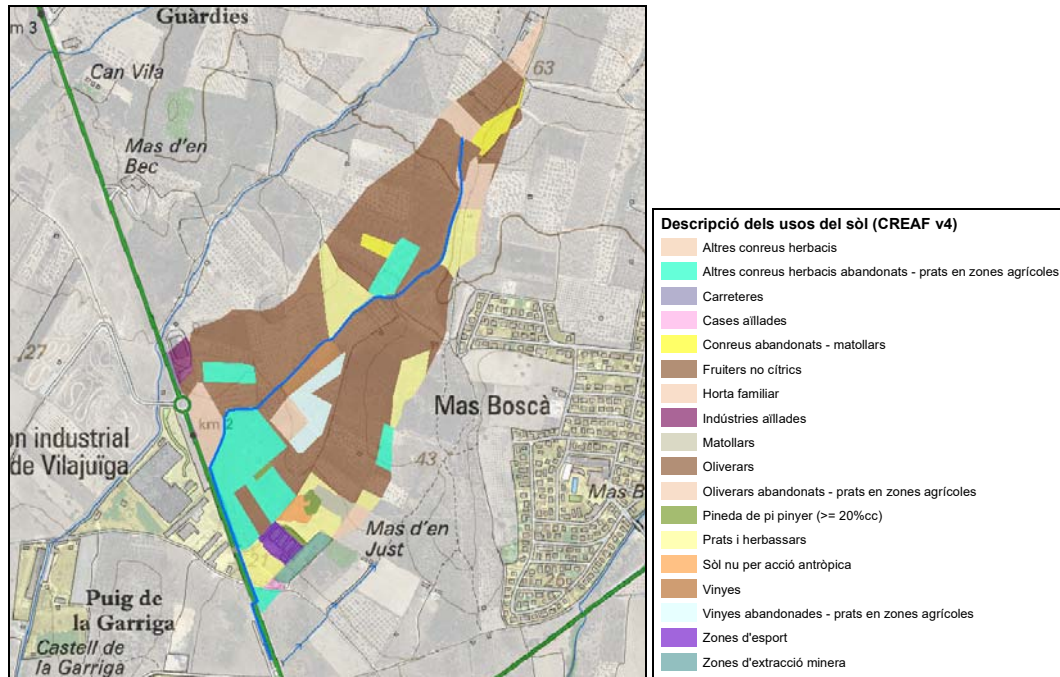 Guàrdies
m 3
63
Can Vila
Mas d'en
Bec
27
km 2
Mas Boscà
on industrial
de Vilajuïga
43
Mas B
Mas d'en
Just
21
26
Puig de
la Garriga
Castell de
la Garriga
Descripció dels usos del sòl (CREAF v4)
Altres conreus herbacis
Altres conreus herbacis abandonats - prats en zones agrícoles
Carreteres
Cases aïllades
Conreus abandonats - matollars
Fruiters no cítrics
Horta familiar
Indústries aïllades
Matollars
Oliverars
Oliverars abandonats - prats en zones agrícoles
Pineda de pi pinyer (>= 20%cc)
Prats i herbassars
Sòl nu per acció antròpica
Vinyes
Vinyes abandonades - prats en zones agrícoles
Zones d'esport
Zones d'extracció minera